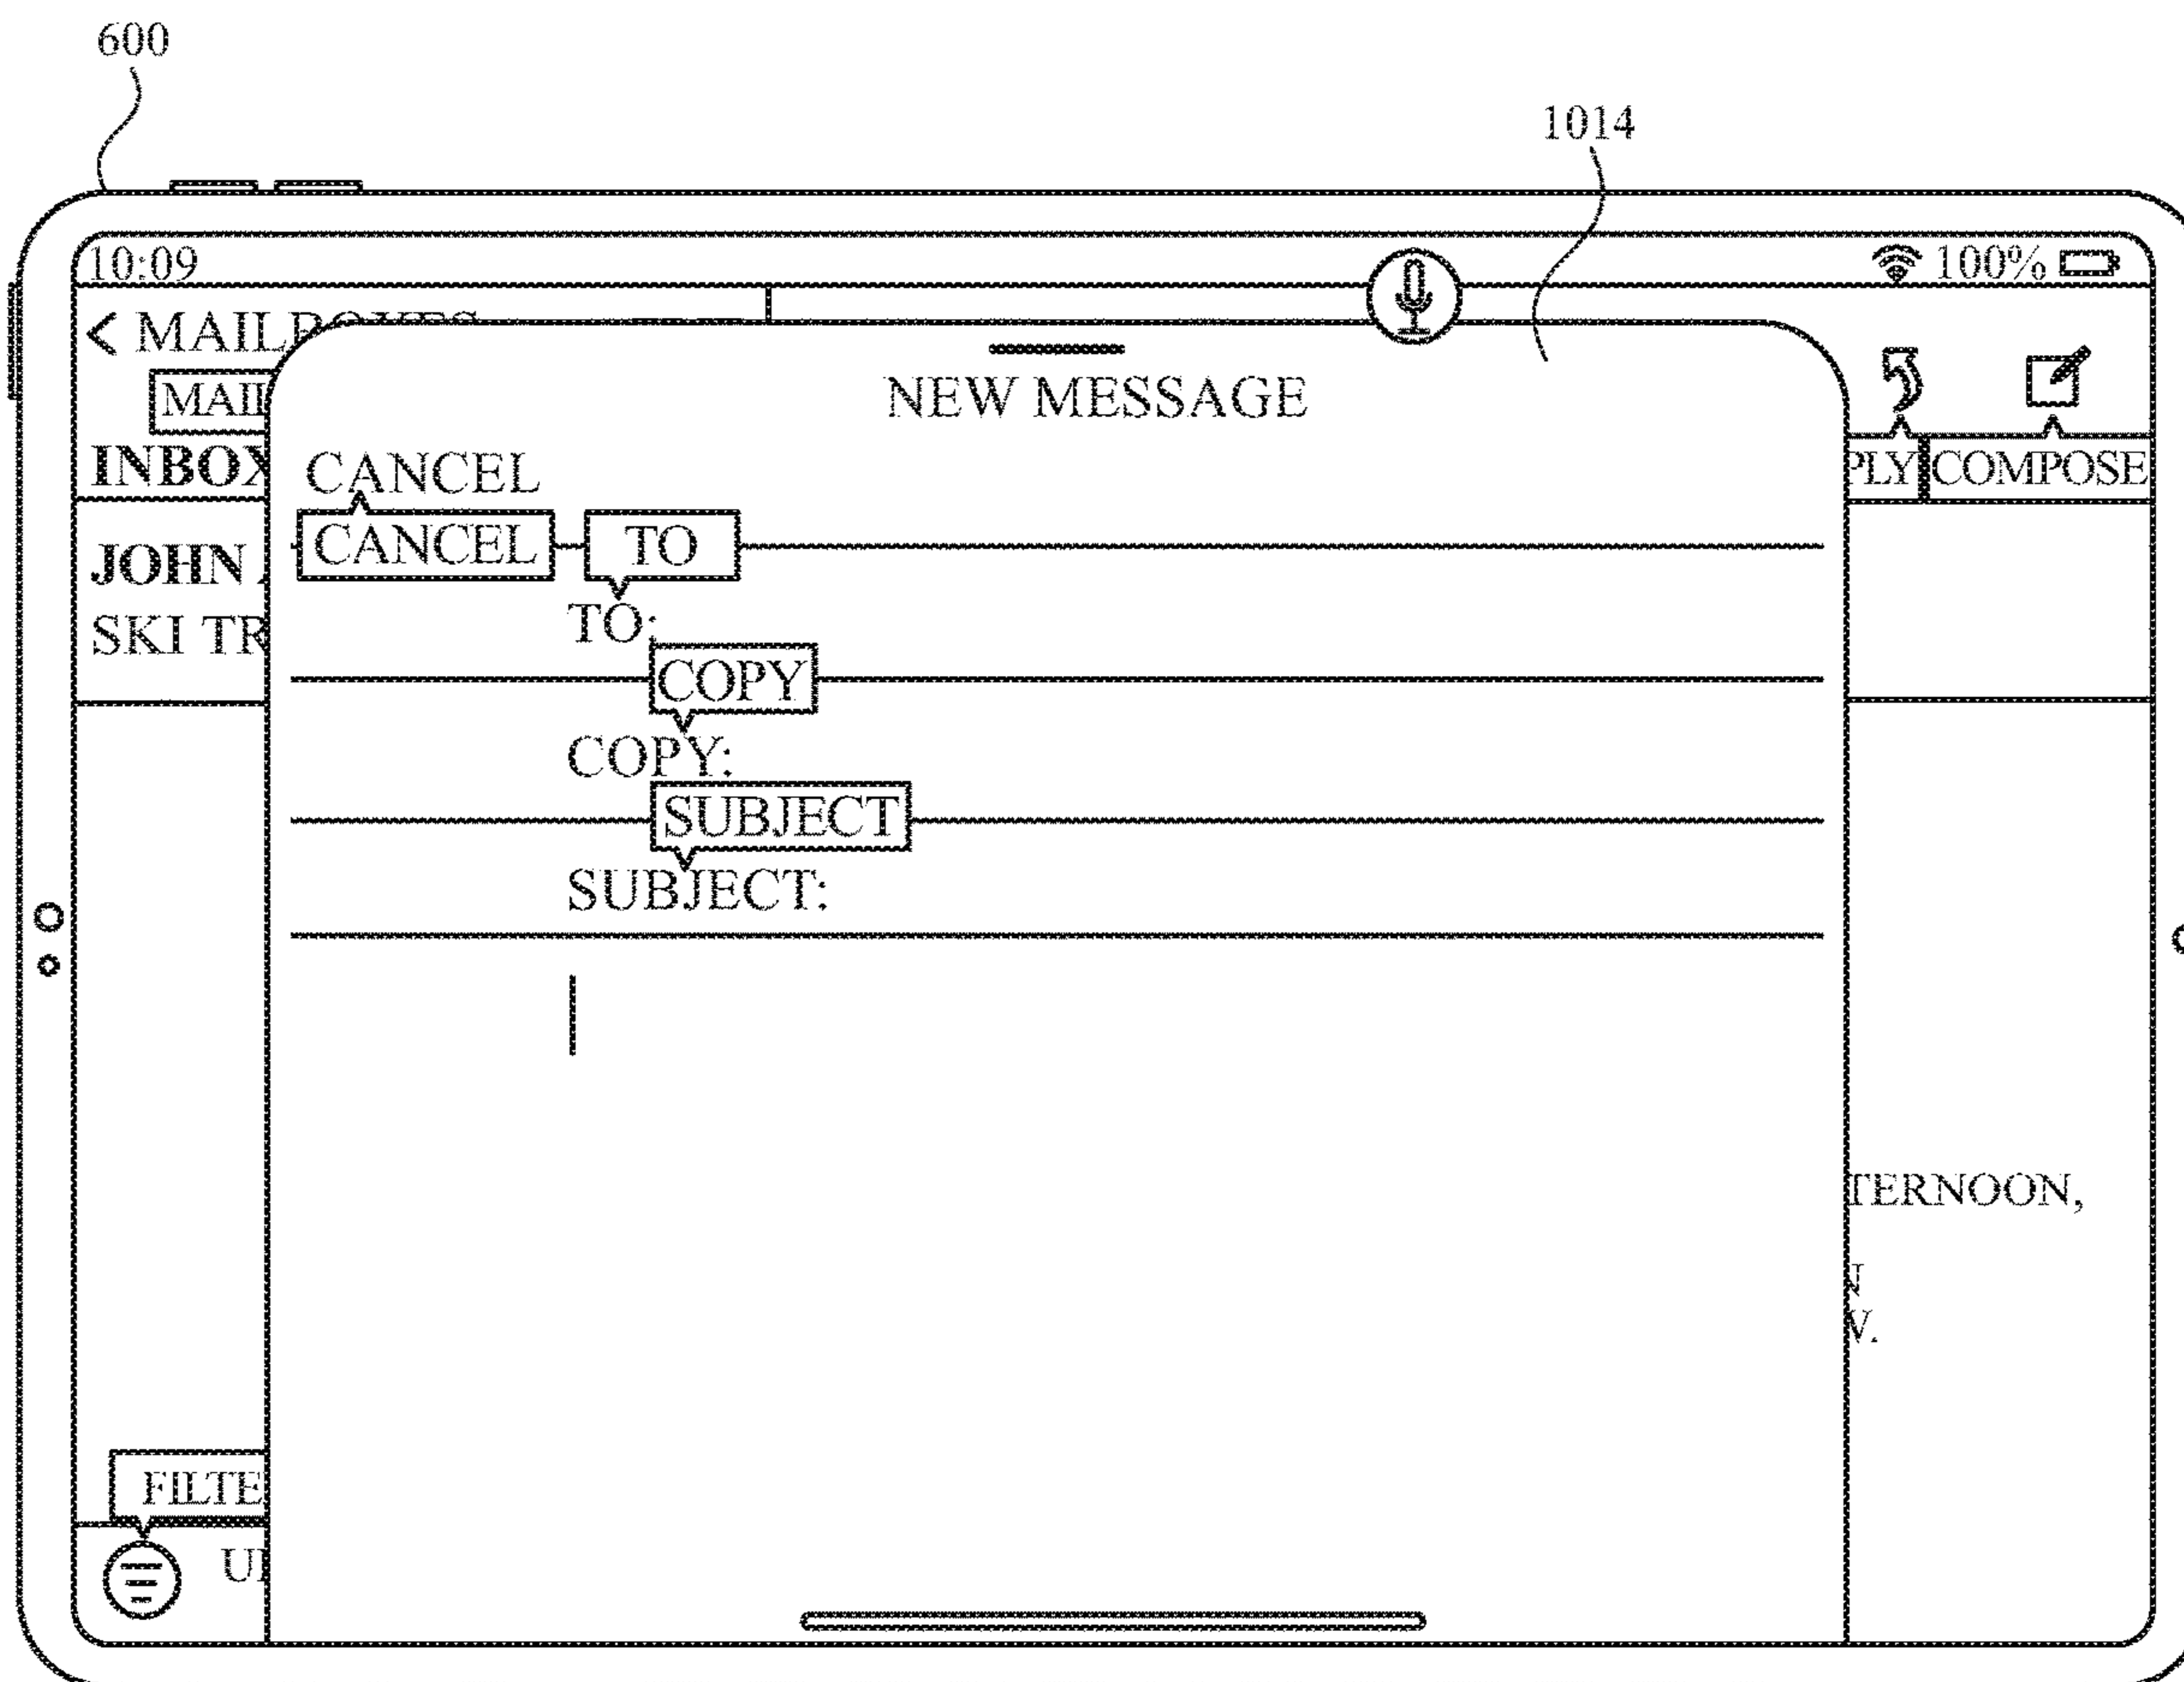 600
1014
10:09
100%
< MAILBOXES
NEW MESSAGE
MAIL
INBOX
CANCEL
PLY
COMPOSE
CANCEL
TO
JOHN
TO:
SKI TR
COPY
COPY:
SUBJECT
SUBJECT:
TERNOON,
N
W.
FILTE